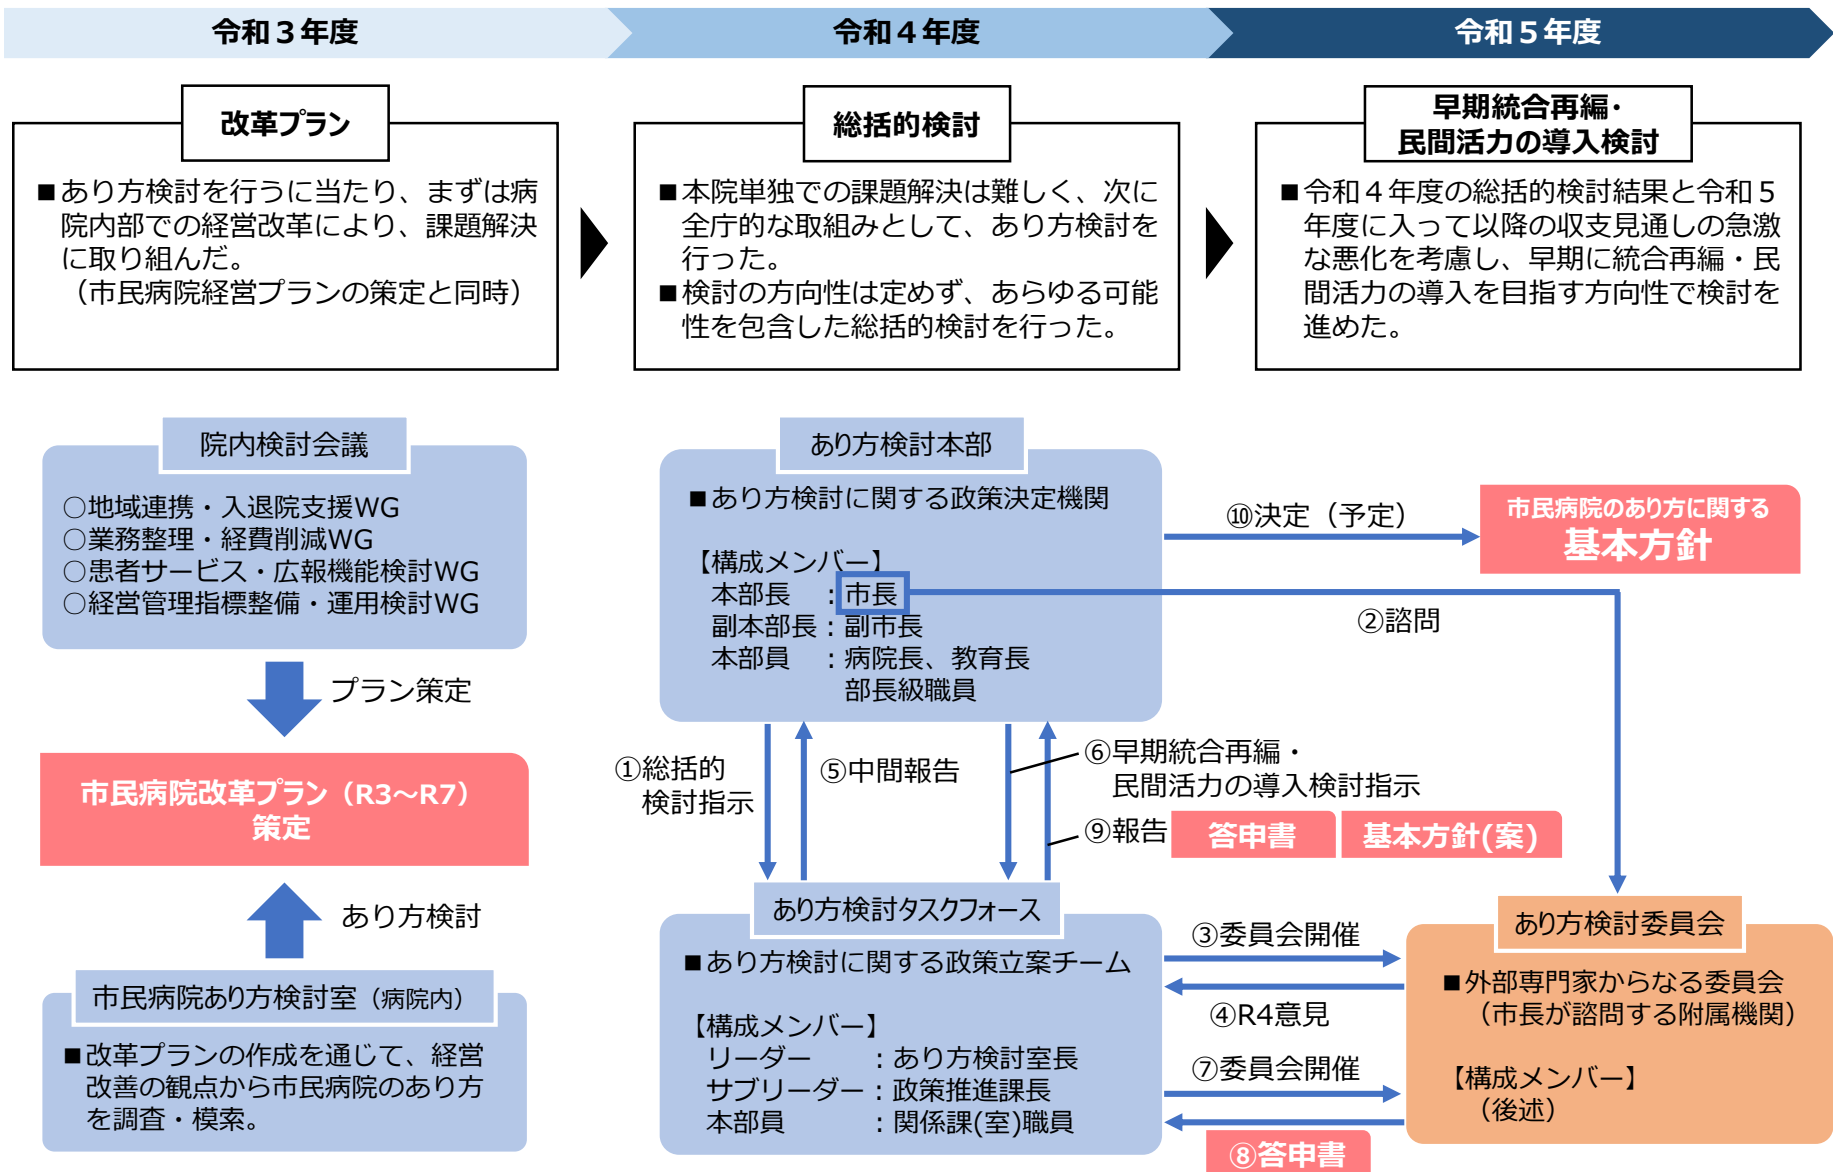 令和３年度
令和４年度
令和５年度
改革プラン
■あり方検討を行うに当たり、まずは病
院内部での経営改革により、課題解決
に取り組んだ。
（市民病院経営プランの策定と同時）
総括的検討
■本院単独での課題解決は難しく、次に
全庁的な取組みとして、あり方検討を
行った。
■検討の方向性は定めず、あらゆる可能
性を包含した総括的検討を行った。
早期統合再編・
民間活力の導入検討
■令和４年度の総括的検討結果と令和５
年度に入って以降の収支見通しの急激
な悪化を考慮し、早期に統合再編・民
間活力の導入を目指す方向性で検討を
進めた。
院内検討会議
○地域連携・入退院支援WG
○業務整理・経費削減WG
○患者サービス・広報機能検討WG
○経営管理指標整備・運用検討WG
プラン策定
市民病院改革プラン（R3～R7）
策定
あり方検討
市民病院あり方検討室（病院内）
■改革プランの作成を通じて、経営
改善の観点から市民病院のあり方
を調査・模索。
あり方検討本部
■あり方検討に関する政策決定機関
【構成メンバー】
本部長　：市長
副本部長：副市長
本部員　：病院長、教育長
部長級職員
⑩決定（予定）
市民病院のあり方に関する
基本方針
②諮問
①総括的
検討指示
⑤中間報告
⑥早期統合再編・
民間活力の導入検討指示
⑨報告
答申書
基本方針(案)
あり方検討タスクフォース
■あり方検討に関する政策立案チーム
【構成メンバー】
リーダー　　：あり方検討室長
サブリーダー：政策推進課長
本部員　　　：関係課(室)職員
③委員会開催
④R4意見
⑦委員会開催
⑧答申書
あり方検討委員会
■外部専門家からなる委員会
（市長が諮問する附属機関）
【構成メンバー】
（後述）